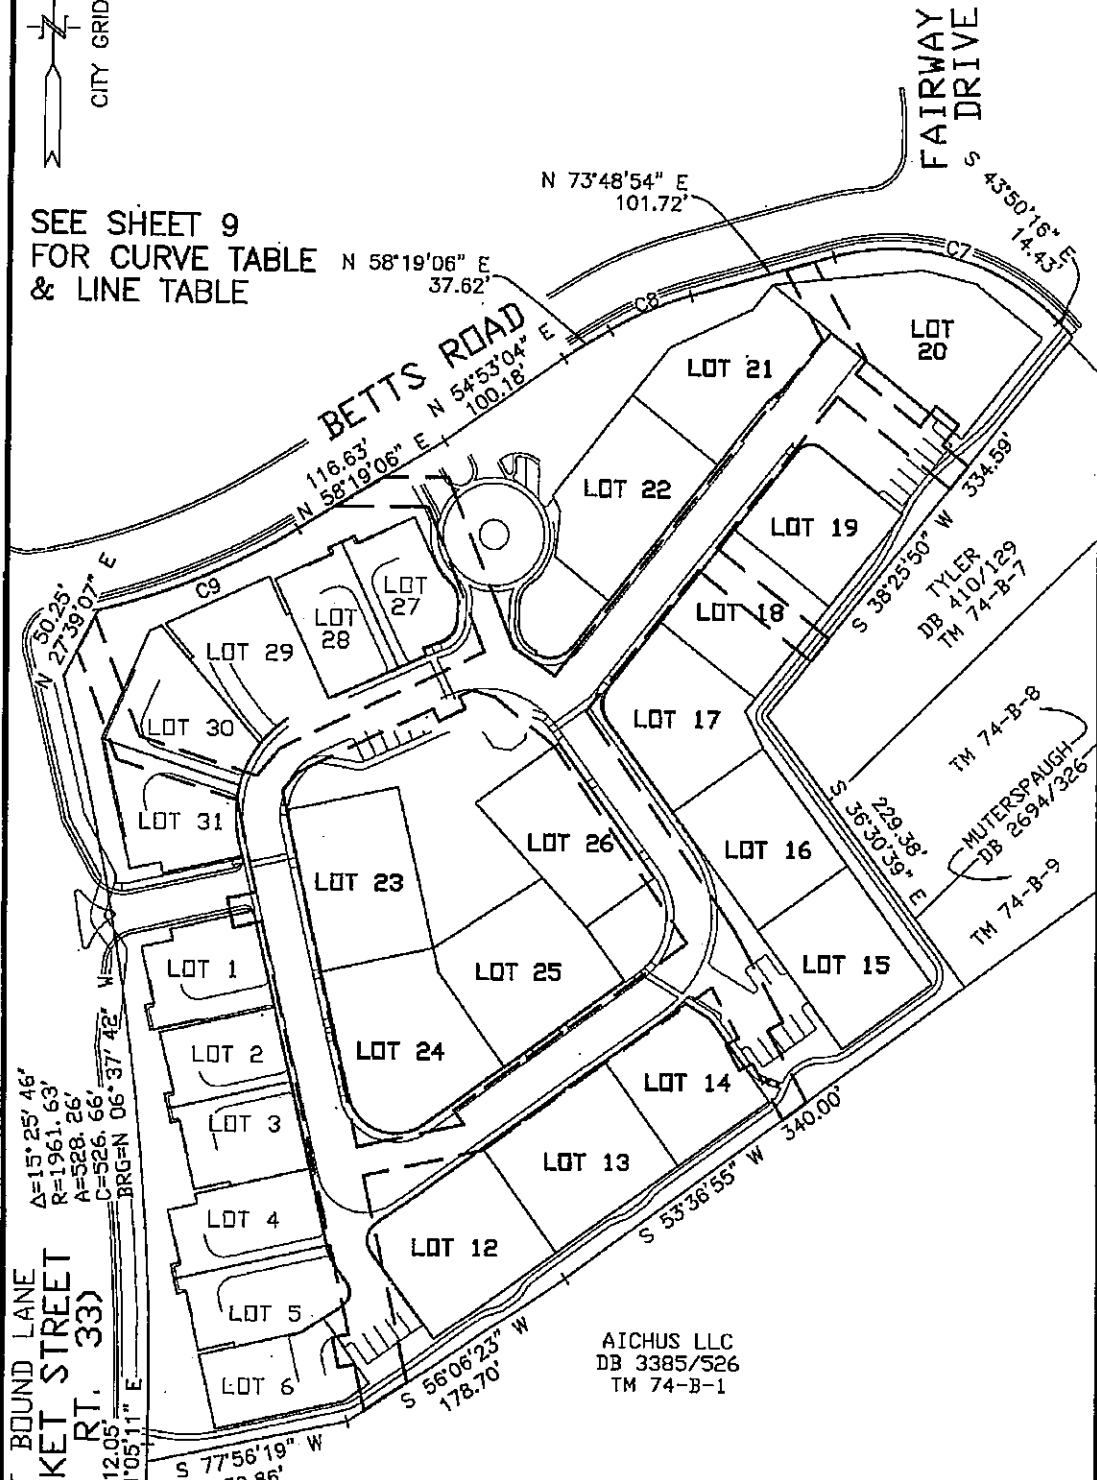 CITY GRID
SEE SHEET 9
FOR CURVE TABLE
& LINE TABLE
FAIRWAY
DRIVE
S 43°50'16" E
14.43'
N 73°48'54" E
101.72'
N 58°19'06" E
37.62'
C7
C8
BETTS ROAD
N 54°53'04" E
100.18'
116.63'
N 58°19'06" E
C9
50.25'
N 27°39'07" E
LOT
20
LOT 21
LOT 22
LOT 19
LOT 18
LOT 17
LOT
27
LOT
28
LOT 29
LOT 30
LOT 31
LOT 16
LOT 26
LOT 23
LOT 25
LOT 24
LOT 15
LOT 14
LOT 13
LOT 12
LOT 1
LOT 2
LOT 3
LOT 4
LOT 5
LOT 6
334.59'
S 38°25'50" W
TYLER
DB 410/129
TM 74-B-7
TM 74-B-8
MUTERSPAUGH
DB 2694/326
TM 74-B-9
229.38'
S 36°30'39" E
S 53°36'55" W
340.00'
S 56°06'23" W
178.70'
S 77°56'19" W
AICHUS LLC
DB 3385/526
TM 74-B-1
Δ=15°25'46"
R=1961.63'
A=528.26'
C=526.66'
BRG=N 06°37'42" W
BOUND LANE
KET STREET
RT. 33)
12.05'
05'11" E